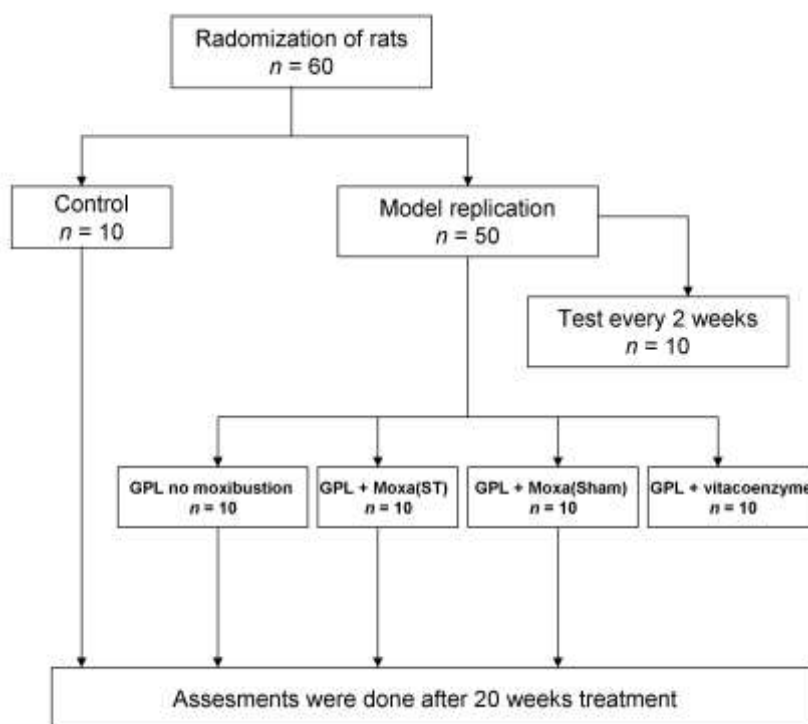 Radomization of rats
n = 60
Control
n = 10
Model replication
n = 50
Test every 2 weeks
n = 10
GPL no moxibustion
n = 10
GPL + Moxa(ST)
n = 10
GPL + Moxa(Sham)
n = 10
GPL + vitacoenzyme
n = 10
Assesments were done after 20 weeks treatment